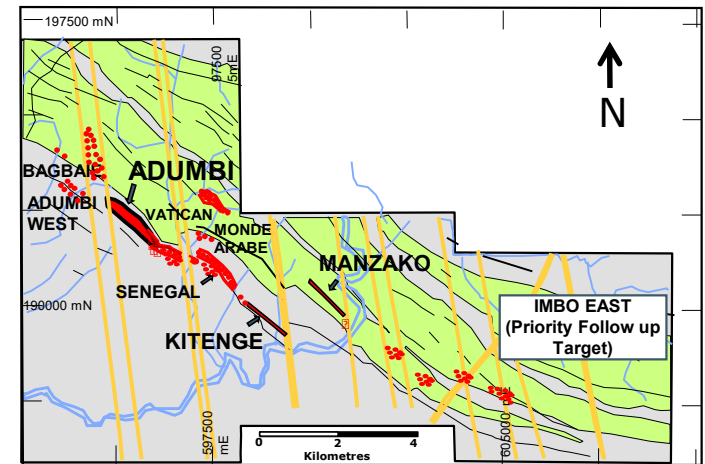 197500 mN
97500
5mE
N
BAGBAIE
ADUMBI
ADUMBI
WEST
VATICAN
MONDE
ARABE
MANZAKO
SENEGAL
190000 mN
IMBO EAST
(Priority Follow up
Target)
KITENGE
597500
mE
605000
0 2 4
Kilometres